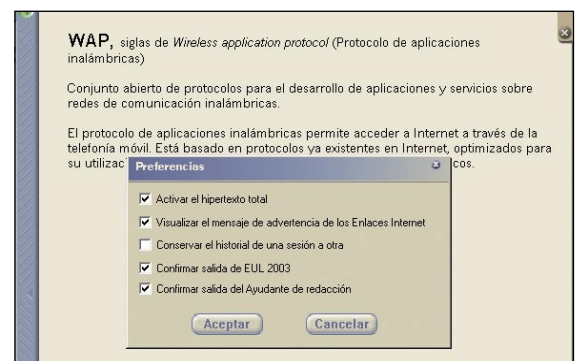 WAP, siglas de Wireless application protocol (Protocolo de aplicaciones
inalámbricas)
Conjunto abierto de protocolos para el desarrollo de aplicaciones y servicios sobre
redes de comunicación inalámbricas.
El protocolo de aplicaciones inalámbricas permite acceder a Internet a través de la
telefonía móvil. Está basado en protocolos ya existentes en Internet, optimizados para
su cos.
Preferencias
Activar el hipertexto total
Visualizar el mensaje de advertencia de los Enlaces Internet
Conservar el historial de una sesión a otra
Confirmar salida de EUL 2003
Confirmar salida del Ayudante de redacción
Aceptar Cancelar